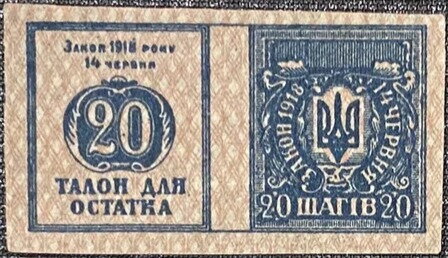 Закон 1918 року
14 червня
20
ТАЛОН ДЛЯ
ОСТАТКА
ЗАКОН 1918 14 ЧЕРВНЯ
20 ШАГІВ 20